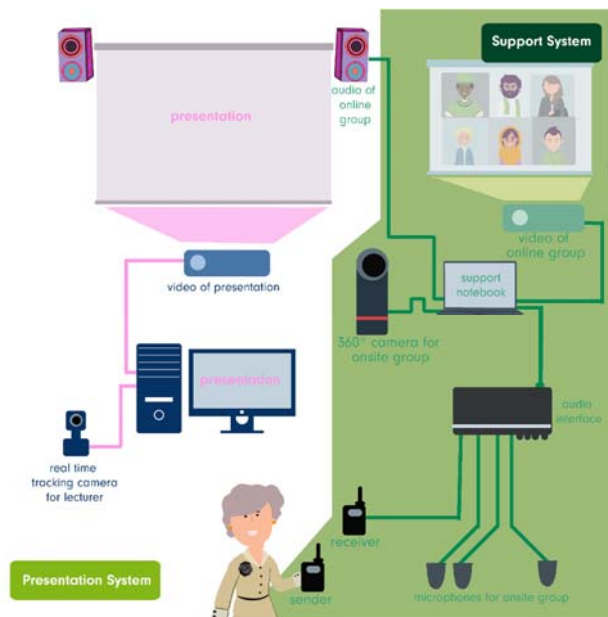 Support System
audio of
online
group
presentation
video of
online group
support
notebook
video of presentation
360° camera for
onsite group
presentation
audio
interface
real time
tracking camera
for lecturer
receiver
Presentation System
sender
microphones for onsite group